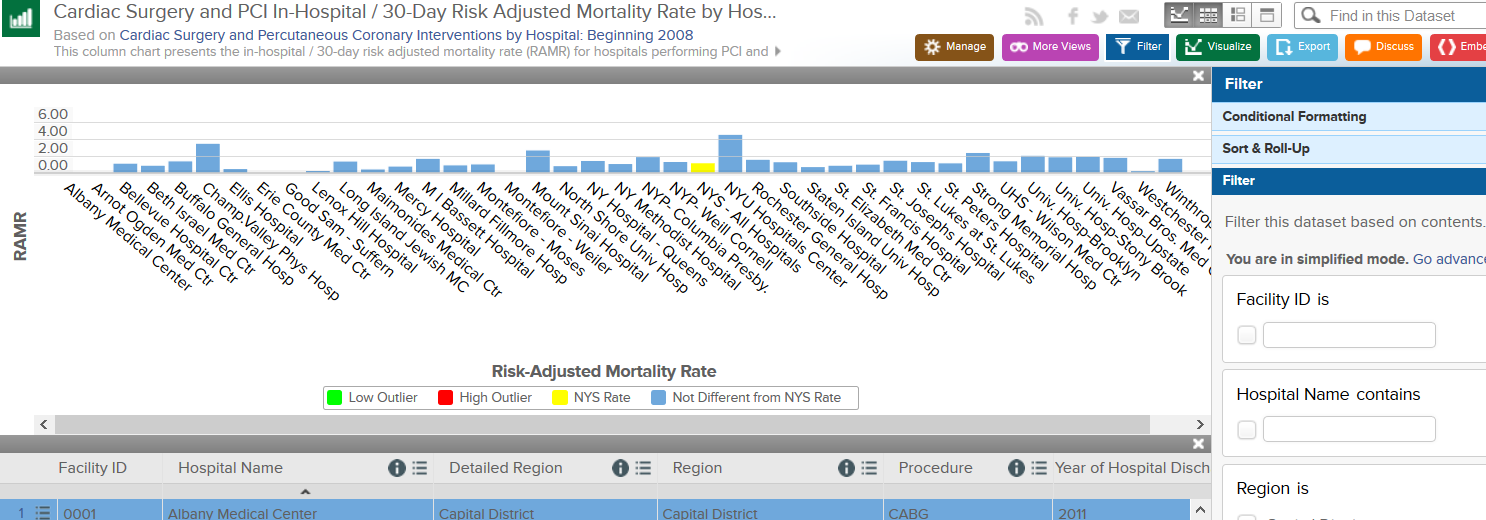 Cardiac Surgery and PCI In-Hospital / 30-Day Risk Adjusted Mortality Rate by Hos...
Based on Cardiac Surgery and Percutaneous Coronary Interventions by Hospital: Beginning 2008
This column chart presents the in-hospital / 30-day risk adjusted mortality rate (RAMR) for hospitals performing PCI and
Find in this Dataset
Manage
More Views
Filter
Visualize
Export
Discuss
Embe
6.00
4.00
2.00
0.00
RAMR
Albany Medical Center
Arnot Ogden Med Ctr
Bellevue Hospital Ctr
Beth Israel Med Ctr
Buffalo General Hosp
Champ.Valley Phys Hosp
Ellis Hospital
Erie County Med Ctr
Good Sam - Suffern
Lenox Hill Hospital
Long Island Jewish MC
Maimonides Medical Ctr
Mercy Hospital
M I Bassett Hospital
Millard Fillmore Hosp
Montefiore - Moses
Montefiore - Weiler
Mount Sinai Hospital
North Shore Univ Hosp
NY Hospital - Queens
NY Methodist Hospital
NYP- Columbia Presby.
NYP- Weill Cornell
NYS - All Hospitals
NYU Hospitals Center
Rochester General Hosp
Southside Hospital
Staten Island Univ Hosp
St. Elizabeth Med Ctr
St. Francis Hospital
St. Josephs Hospital
St. Lukes at St. Lukes
St. Peters Hospital
Strong Memorial Hosp
UHS - Wilson Med Ctr
Univ. Hosp-Brooklyn
Univ. Hosp-Stony Brook
Univ. Hosp-Upstate
Vassar Bros. Med C
Westchester
Winthrop
Risk-Adjusted Mortality Rate
Low Outlier
High Outlier
NYS Rate
Not Different from NYS Rate
Facility ID
Hospital Name
Detailed Region
Region
Procedure
Year of Hospital Disch
1
0001
Albany Medical Center
Capital District
Capital District
CABG
2011
Filter
Conditional Formatting
Sort & Roll-Up
Filter
Filter this dataset based on contents.
You are in simplified mode. Go advance
Facility ID is
Hospital Name contains
Region is